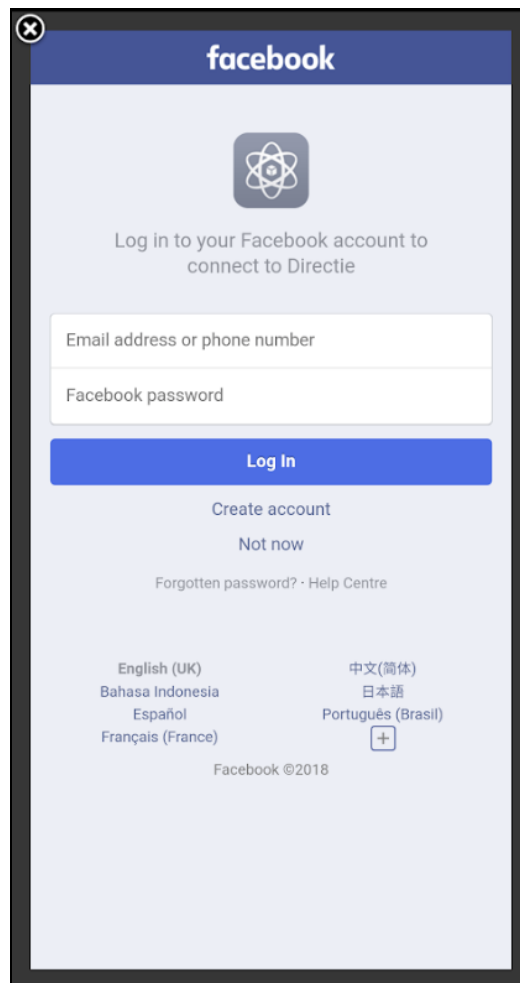 facebook
Log in to your Facebook account to
connect to Directie
Email address or phone number
Facebook password
Log In
Create account
Not now
Forgotten password? · Help Centre
English (UK)
Bahasa Indonesia
Español
Français (France)
中文(简体)
日本語
Português (Brasil)
Facebook ©2018